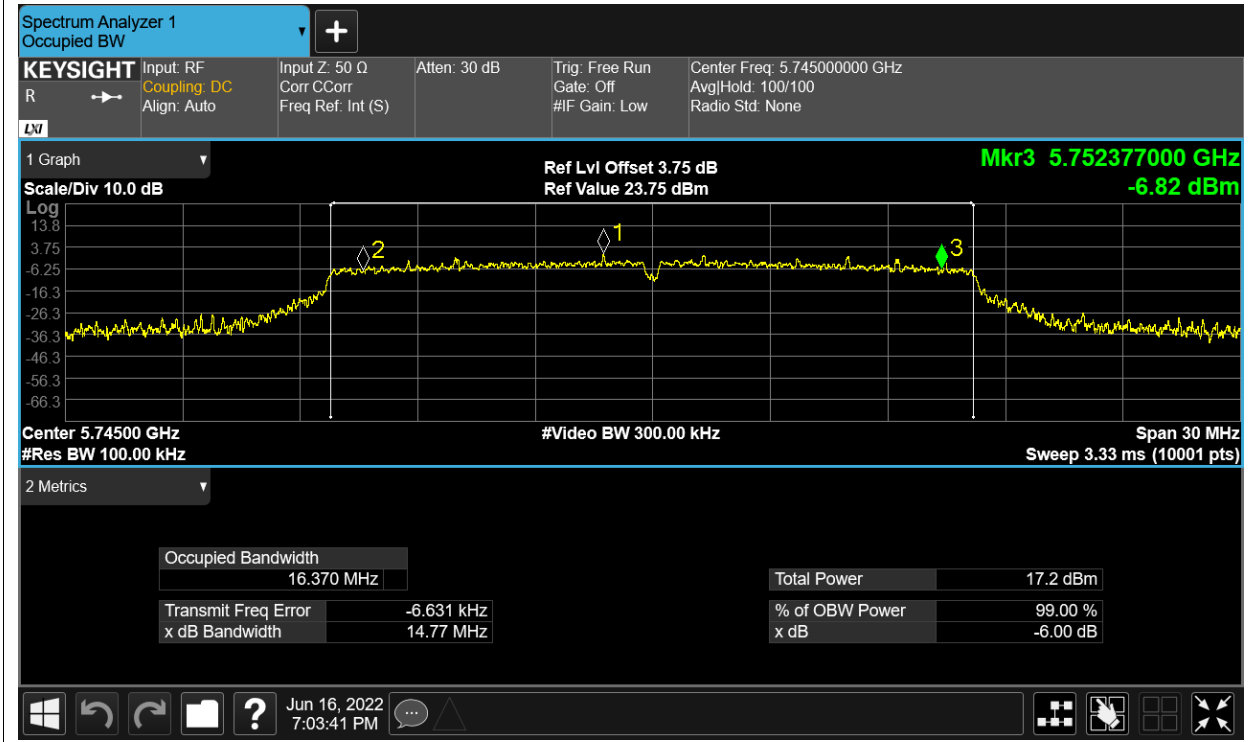 Spectrum Analyzer 1
Occupied BW
KEYSIGHT
R
LXI
Input: RF
Coupling: DC
Align: Auto
Input Z: 50 Ω
Corr CCorr
Freq Ref: Int (S)
Atten: 30 dB
Trig: Free Run
Gate: Off
#IF Gain: Low
Center Freq: 5.745000000 GHz
Avg|Hold: 100/100
Radio Std: None
1 Graph
Scale/Div 10.0 dB
Ref Lvl Offset 3.75 dB
Ref Value 23.75 dBm
Mkr3 5.752377000 GHz
-6.82 dBm
Log
13.8
3.75
-6.25
-16.3
-26.3
-36.3
-46.3
-56.3
-66.3
2
1
3
Center 5.74500 GHz
#Res BW 100.00 kHz
#Video BW 300.00 kHz
Span 30 MHz
Sweep 3.33 ms (10001 pts)
2 Metrics
Occupied Bandwidth
16.370 MHz
Transmit Freq Error -6.631 kHz
x dB Bandwidth 14.77 MHz
Total Power 17.2 dBm
% of OBW Power 99.00 %
x dB -6.00 dB
?
Jun 16, 2022
7:03:41 PM